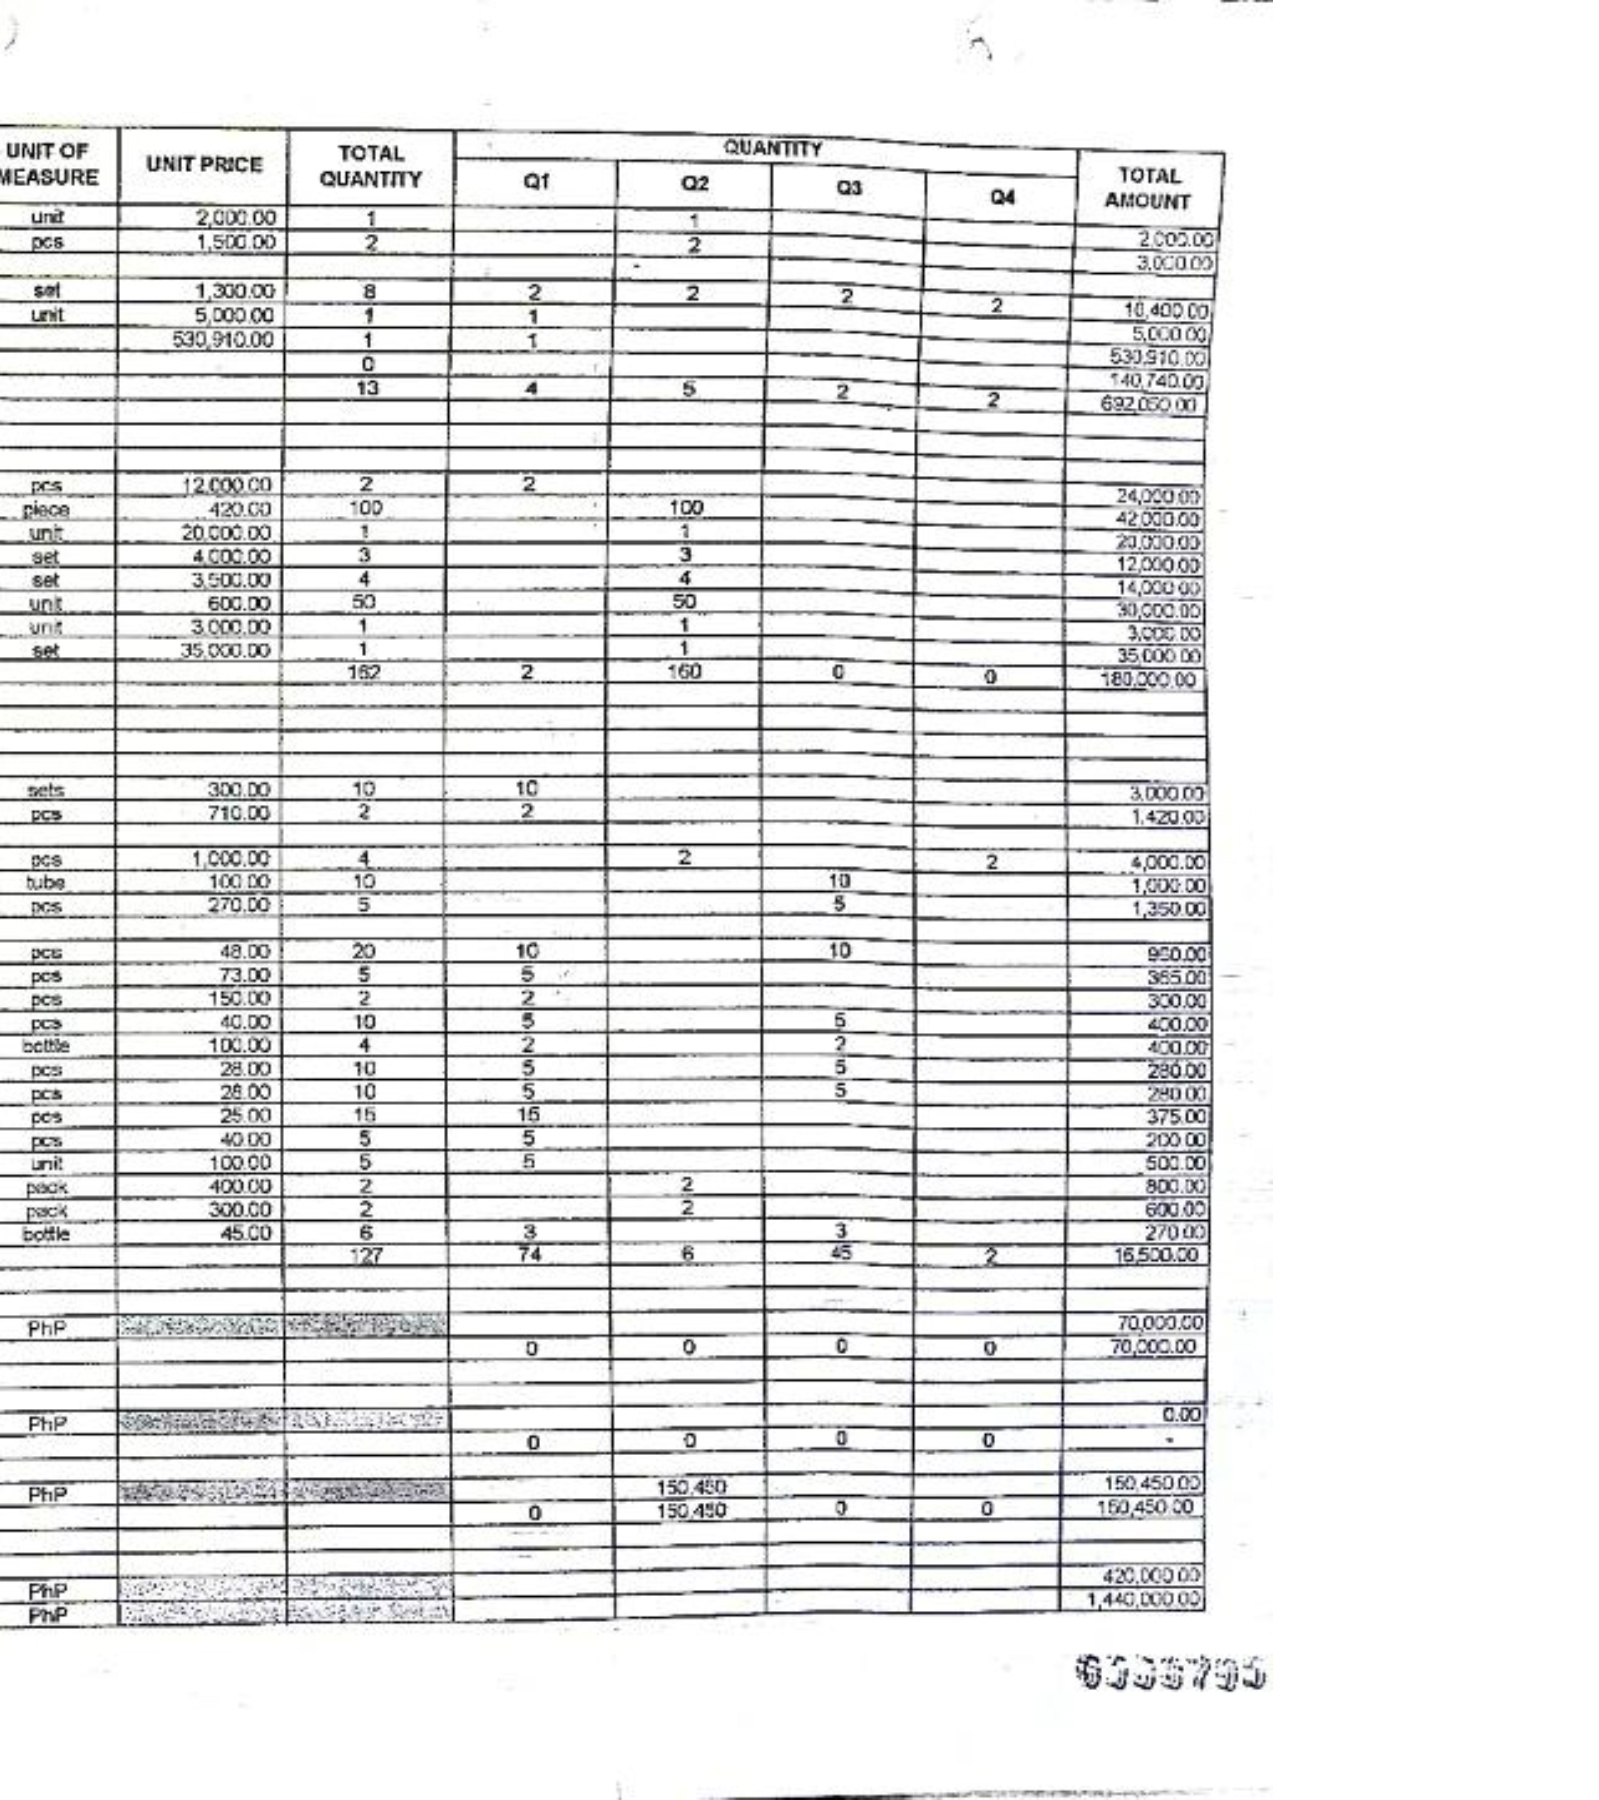 UNIT OF MEASURE UNIT PRICE TOTAL QUANTITY QUANTITY TOTAL AMOUNT
Q1 Q2 Q3 Q4
unit 2,000.00 1 1 2,000.00
pcs 1,500.00 2 2 3,000.00
set 1,300.00 8 2 2 2 2 10,400.00
unit 5,000.00 1 1 5,000.00
530,910.00 1 1 530,910.00
0 140,740.00
13 4 5 2 2 692,050.00
pcs 12,000.00 2 2 24,000.00
piece 420.00 100 100 42,000.00
unit 20,000.00 1 1 20,000.00
set 4,000.00 3 3 12,000.00
set 3,500.00 4 4 14,000.00
unit 600.00 50 50 30,000.00
unit 3,000.00 1 1 3,000.00
set 35,000.00 1 1 35,000.00
162 2 160 0 0 180,000.00
sets 300.00 10 10 3,000.00
pcs 710.00 2 2 1,420.00
pcs 1,000.00 4 2 2 4,000.00
tube 100.00 10 10 1,000.00
pcs 270.00 5 5 1,350.00
pcs 48.00 20 10 10 960.00
pcs 73.00 5 5 365.00
pcs 150.00 2 2 300.00
pcs 40.00 10 5 5 400.00
bottle 100.00 4 2 2 400.00
pcs 28.00 10 5 5 280.00
pcs 28.00 10 5 5 280.00
pcs 25.00 15 15 375.00
pcs 40.00 5 5 200.00
unit 100.00 5 5 500.00
pack 400.00 2 2 800.00
pack 300.00 2 2 600.00
bottle 45.00 6 3 3 270.00
127 74 6 45 2 16,500.00
PhP 70,000.00
0 0 0 0 70,000.00
PhP 0.00
0 0 0 0 -
PhP 150,450 150,450.00
0 150,450 0 0 150,450.00
PhP 420,000.00
PhP 1,440,000.00